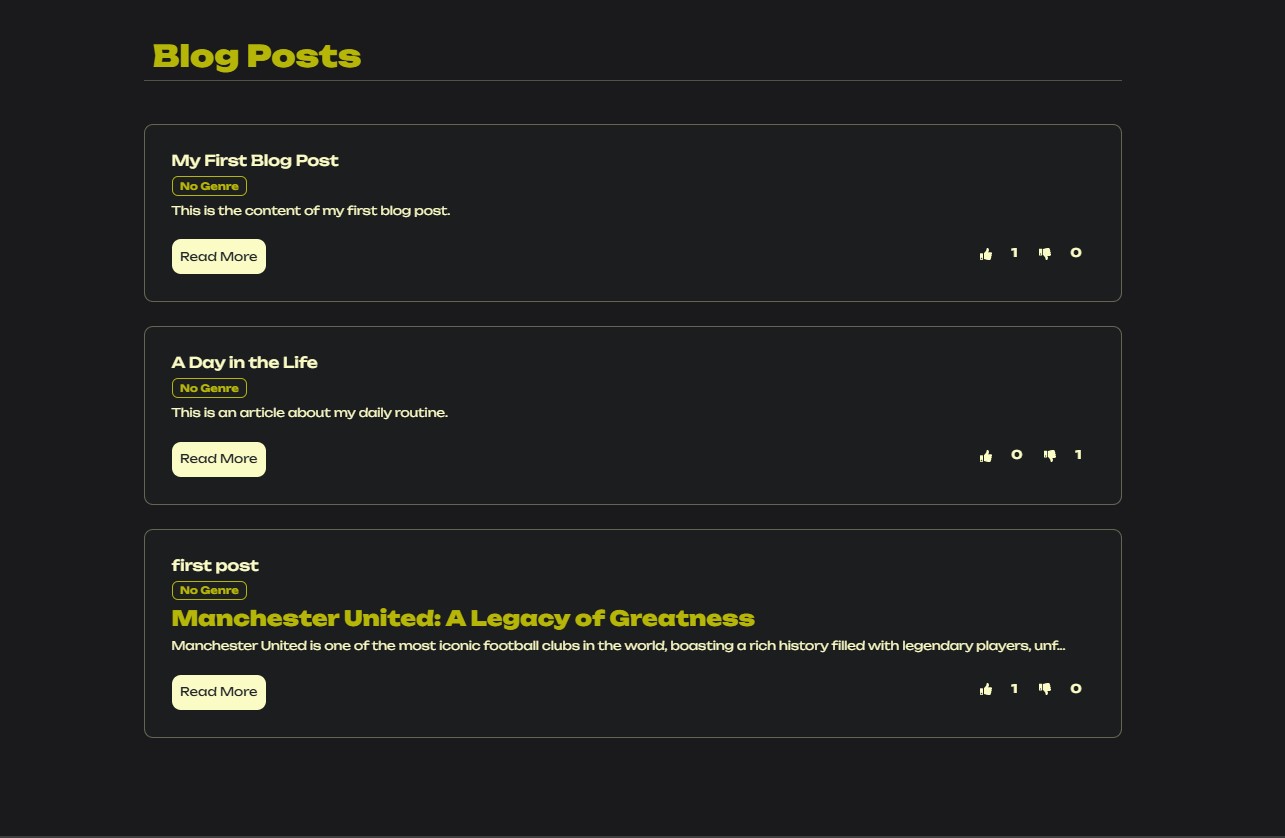 Blog Posts
My First Blog Post
No Genre
This is the content of my first blog post.
Read More
1 0
A Day in the Life
No Genre
This is an article about my daily routine.
Read More
0 1
first post
No Genre
Manchester United: A Legacy of Greatness
Manchester United is one of the most iconic football clubs in the world, boasting a rich history filled with legendary players, unf...
Read More
1 0